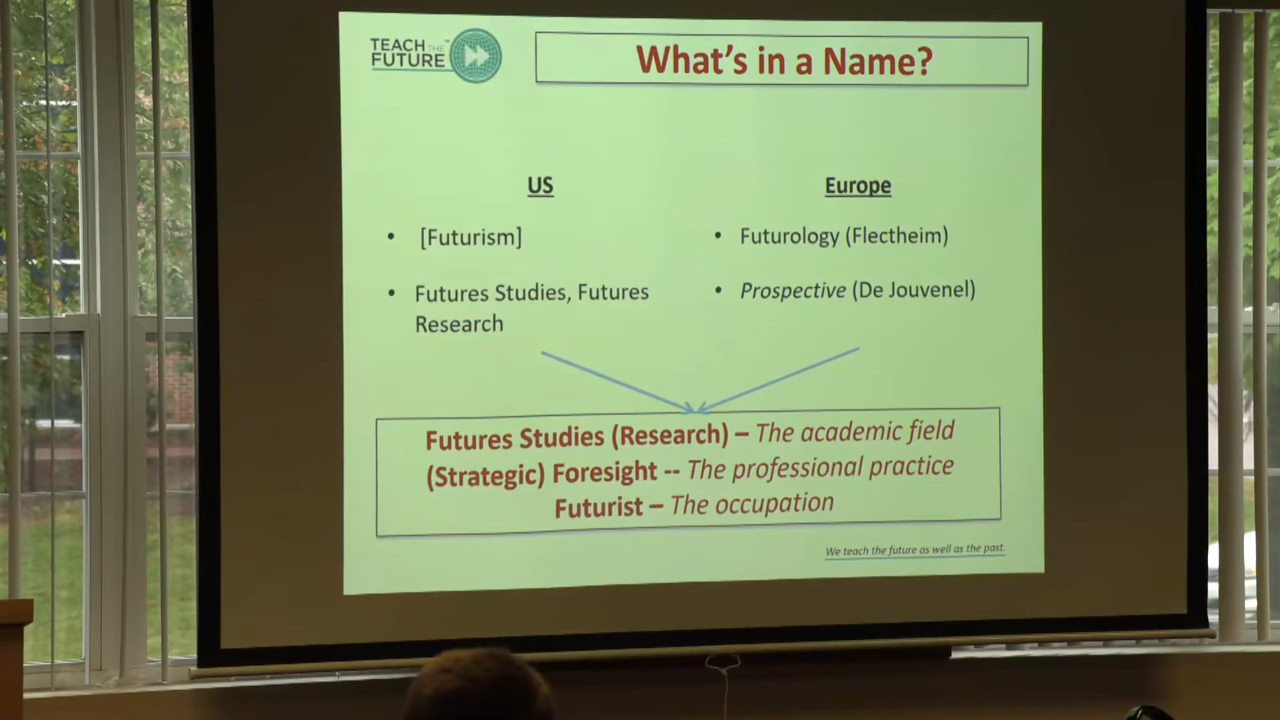 TEACH THE
FUTURE
What's in a Name?
US
• [Futurism]
• Futures Studies, Futures
Research
Europe
• Futurology (Flectheim)
• Prospective (De Jouvenel)
Futures Studies (Research) – The academic field
(Strategic) Foresight -- The professional practice
Futurist – The occupation
We teach the future as well as the past.